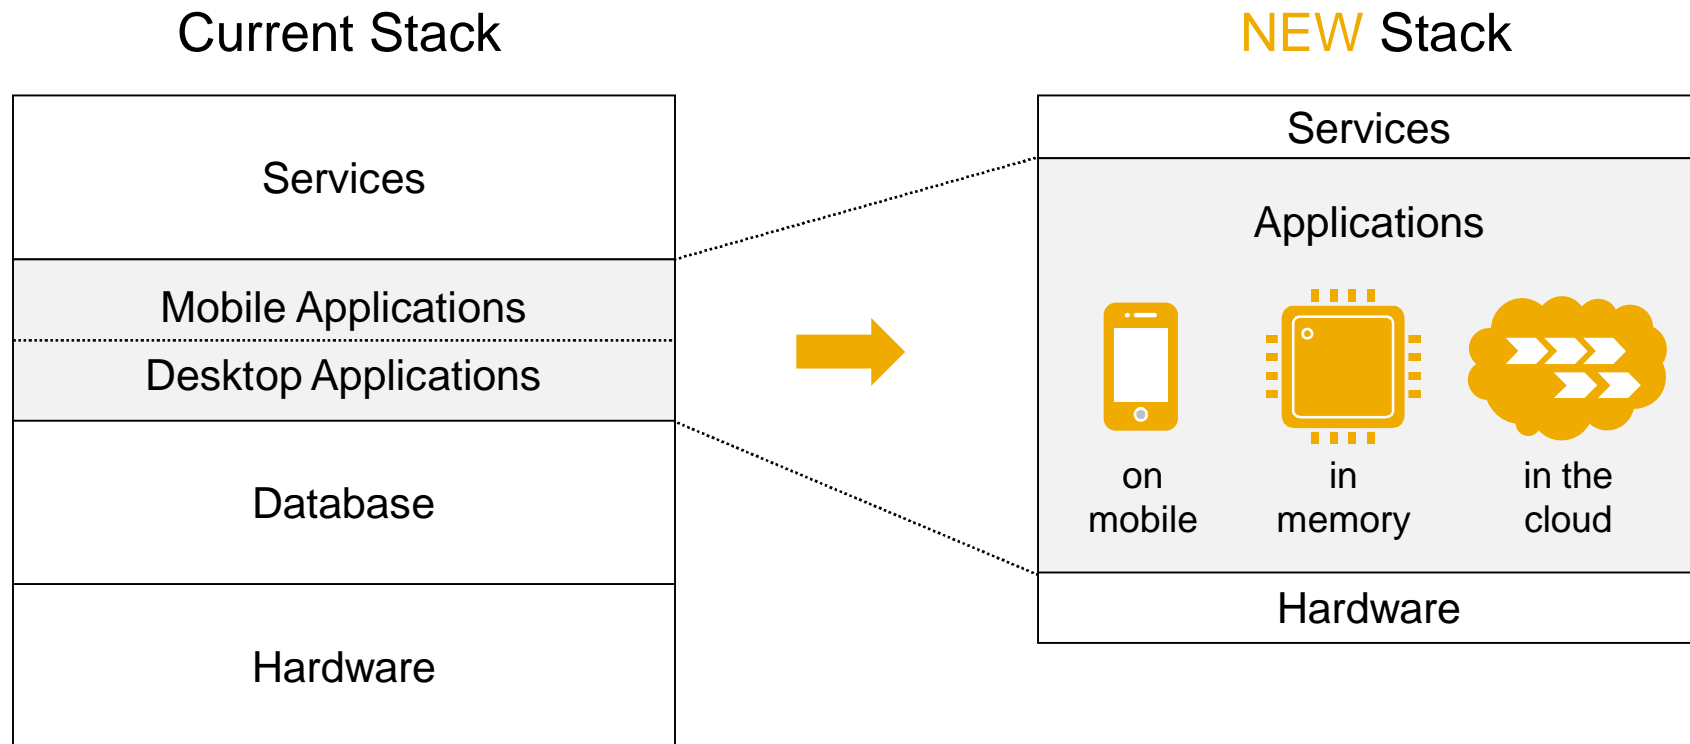 Current Stack
Services
Mobile Applications
Desktop Applications
Database
Hardware
NEW Stack
Services
Applications
on
mobile
in
memory
in the
cloud
Hardware